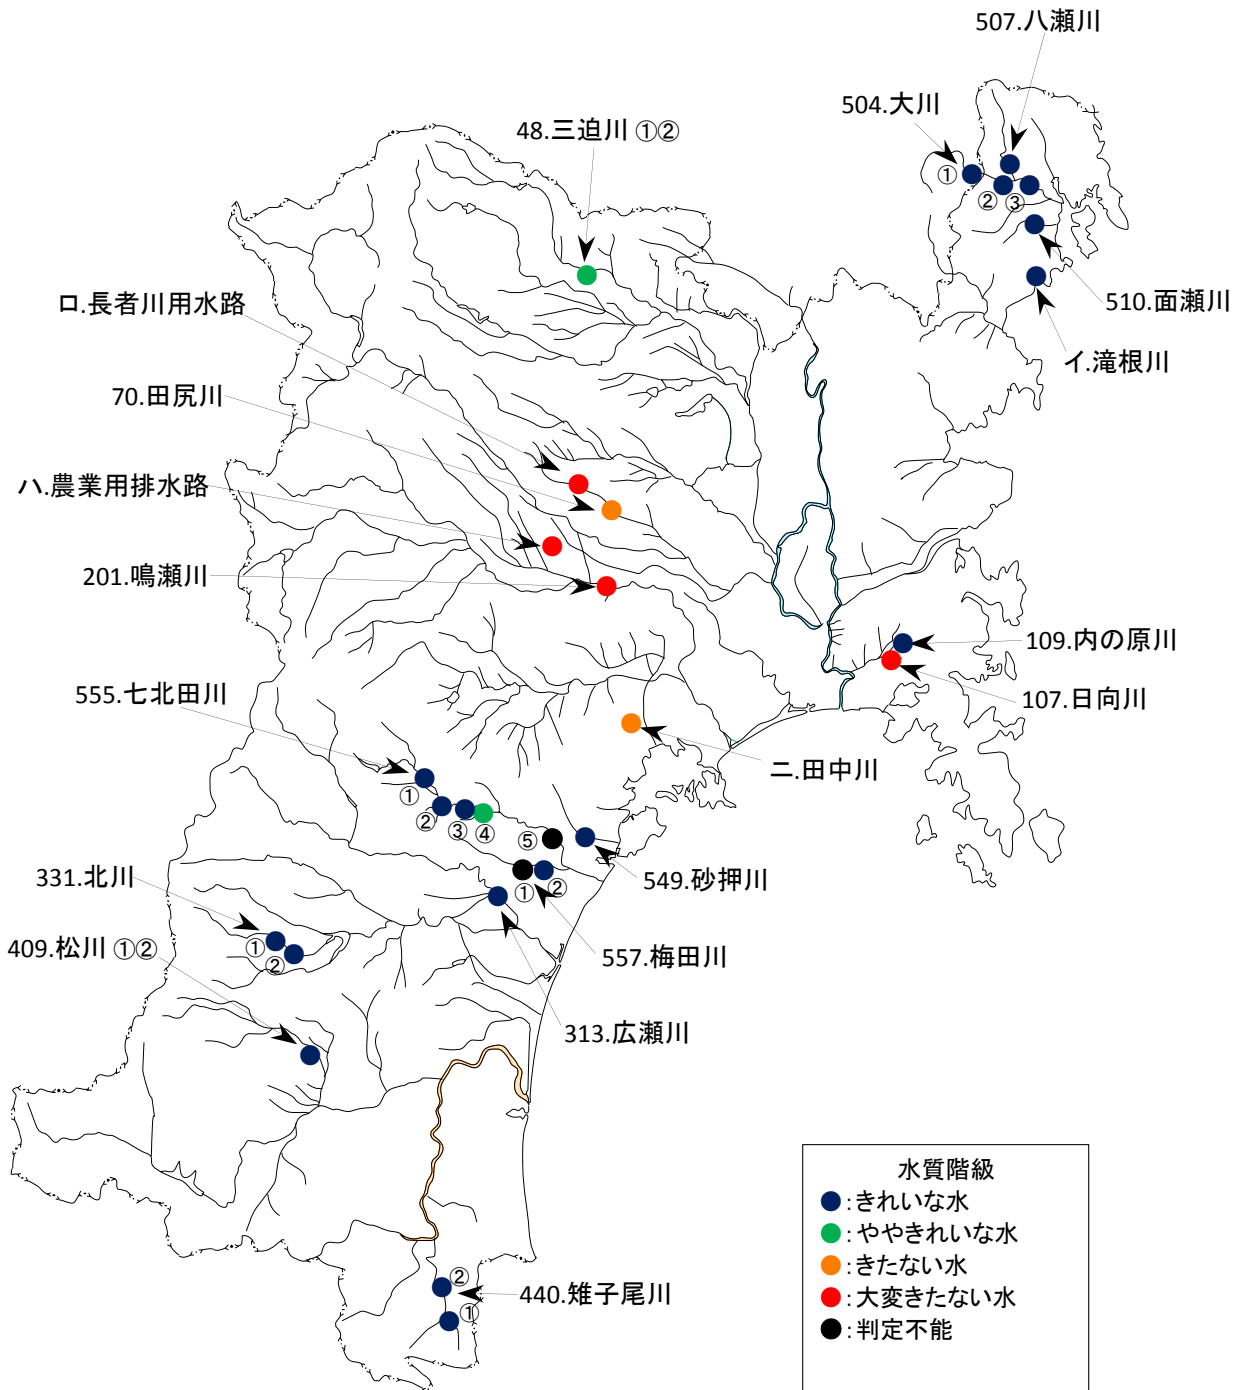 507.八瀬川
504.大川
48.三迫川 ①②
①
②
③
ロ.長者川用水路
510.面瀬川
イ.滝根川
70.田尻川
ハ.農業用排水路
201.鳴瀬川
109.内の原川
107.日向川
555.七北田川
ニ.田中川
①
②
③
④
⑤
549.砂押川
331.北川
①
②
①
②
409.松川 ①②
557.梅田川
313.広瀬川
水質階級
:きれいな水
:ややきれいな水
:きたない水
:大変きたない水
:判定不能
②
440.雉子尾川
①